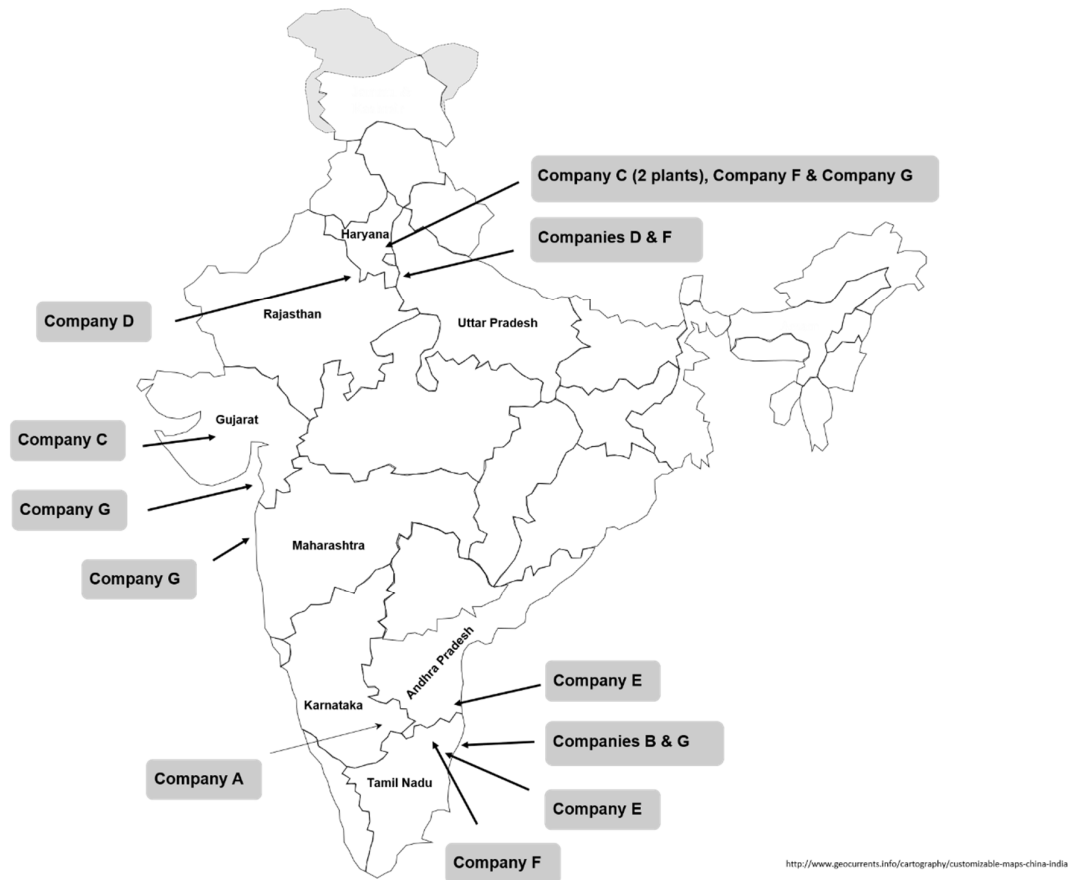 Company C (2 plants), Company F & Company G
Haryana
Companies D & F
Company D
Rajasthan
Uttar Pradesh
Gujarat
Company C
Company G
Maharashtra
Company G
Andhra Pradesh
Company E
Karnataka
Companies B & G
Company A
Tamil Nadu
Company E
Company F
http://www.geocurrents.info/cartography/customizable-maps-china-india